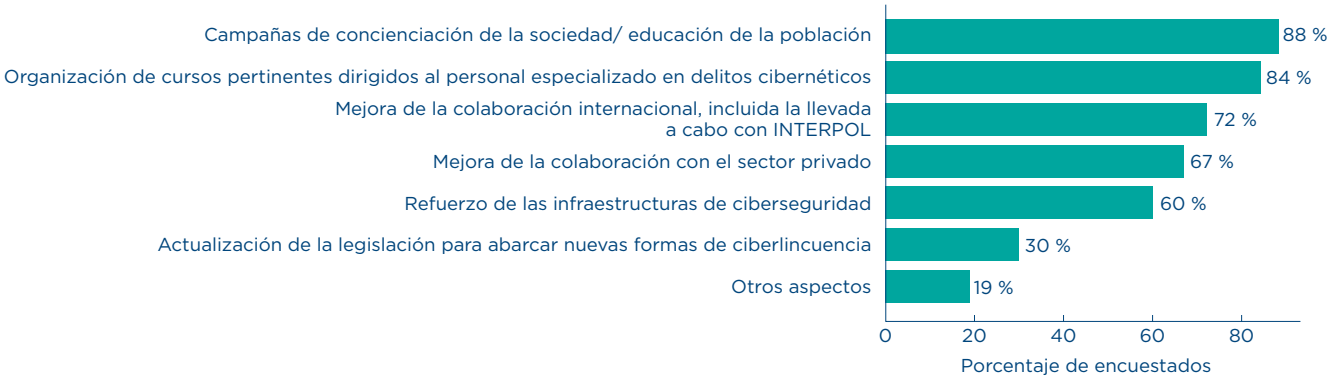 Campañas de concienciación de la sociedad/ educación de la población
88 %
Organización de cursos pertinentes dirigidos al personal especializado en delitos cibernéticos
84 %
Mejora de la colaboración internacional, incluida la llevada
a cabo con INTERPOL
72 %
Mejora de la colaboración con el sector privado
67 %
Refuerzo de las infraestructuras de ciberseguridad
60 %
Actualización de la legislación para abarcar nuevas formas de ciberlincuencia
30 %
Otros aspectos
19 %
0 20 40 60 80
Porcentaje de encuestados